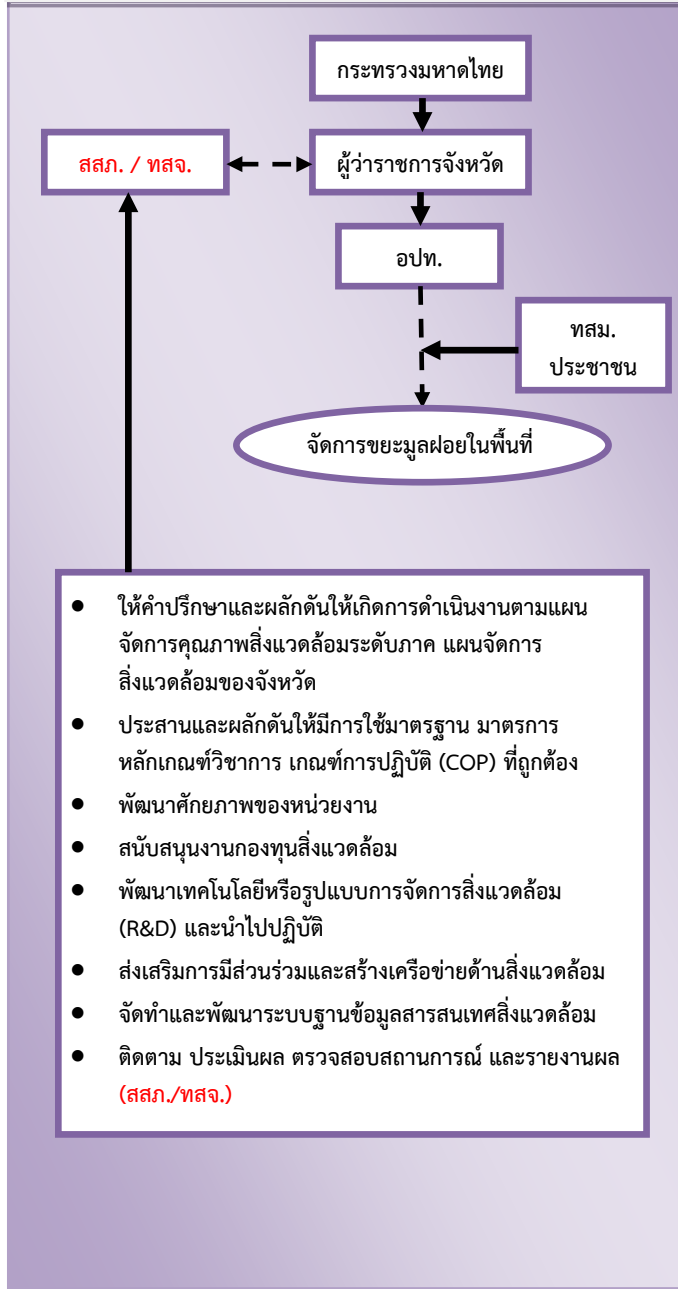 กระทรวงมหาดไทย
สสภ. / ทสจ.
ผู้ว่าราชการจังหวัด
อปท.
ทสม.
ประชาชน
จัดการขยะมูลฝอยในพื้นที่
● ให้คำปรึกษาและผลักดันให้เกิดการดำเนินงานตามแผน
จัดการคุณภาพสิ่งแวดล้อมระดับภาค แผนจัดการ
สิ่งแวดล้อมของจังหวัด
● ประสานและผลักดันให้มีการใช้มาตรฐาน มาตรการ
หลักเกณฑ์วิชาการ เกณฑ์การปฏิบัติ (COP) ที่ถูกต้อง
● พัฒนาศักยภาพของหน่วยงาน
● สนับสนุนงานกองทุนสิ่งแวดล้อม
● พัฒนาเทคโนโลยีหรือรูปแบบการจัดการสิ่งแวดล้อม
(R&D) และนำไปปฏิบัติ
● ส่งเสริมการมีส่วนร่วมและสร้างเครือข่ายด้านสิ่งแวดล้อม
● จัดทำและพัฒนาระบบฐานข้อมูลสารสนเทศสิ่งแวดล้อม
● ติดตาม ประเมินผล ตรวจสอบสถานการณ์ และรายงานผล
(สสภ./ทสจ.)